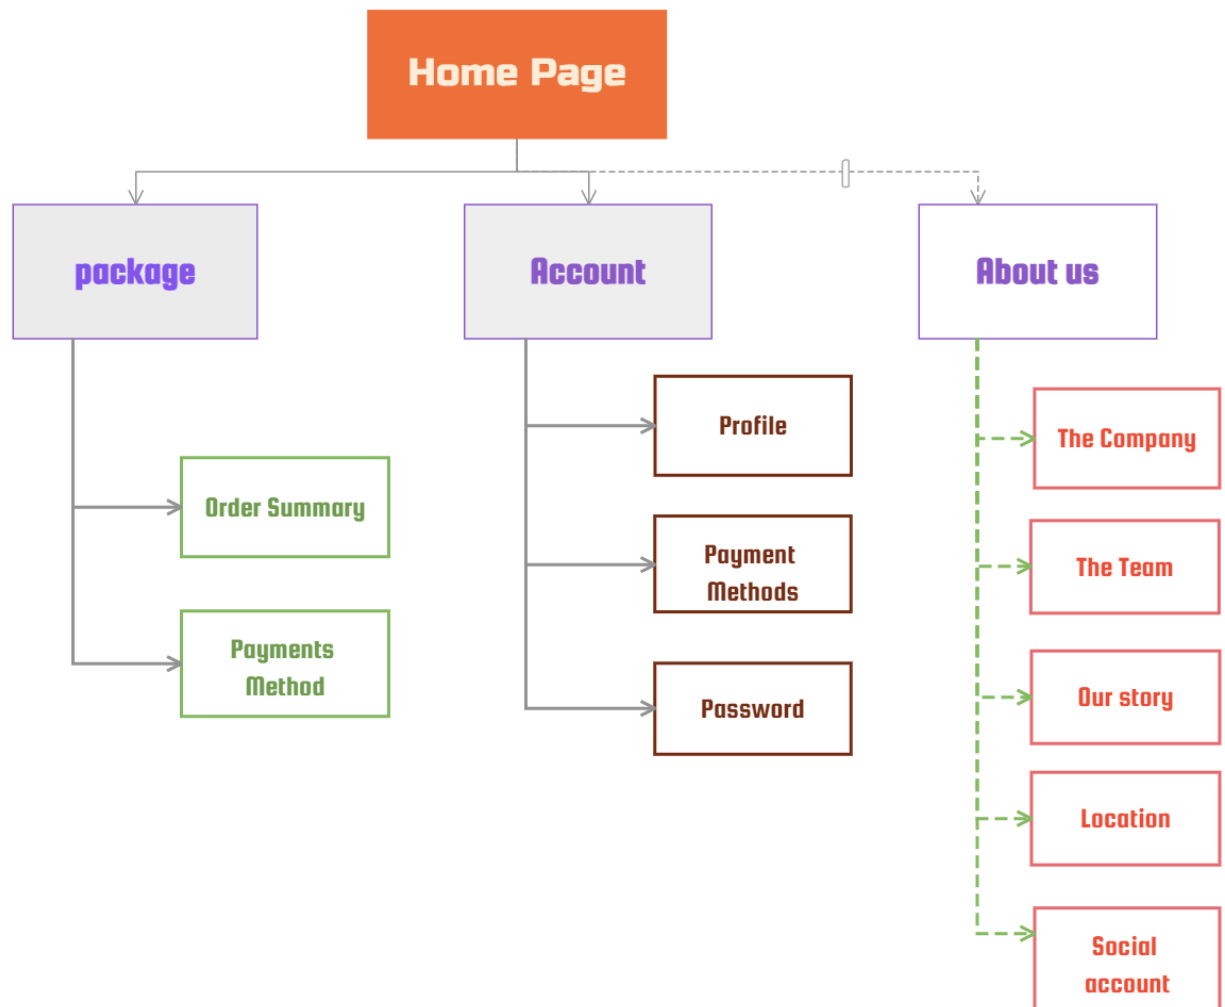 Home Page
package
Account
About us
Order Summary
Payments
Method
Profile
Payment
Methods
Password
The Company
The Team
Our story
Location
Social
account